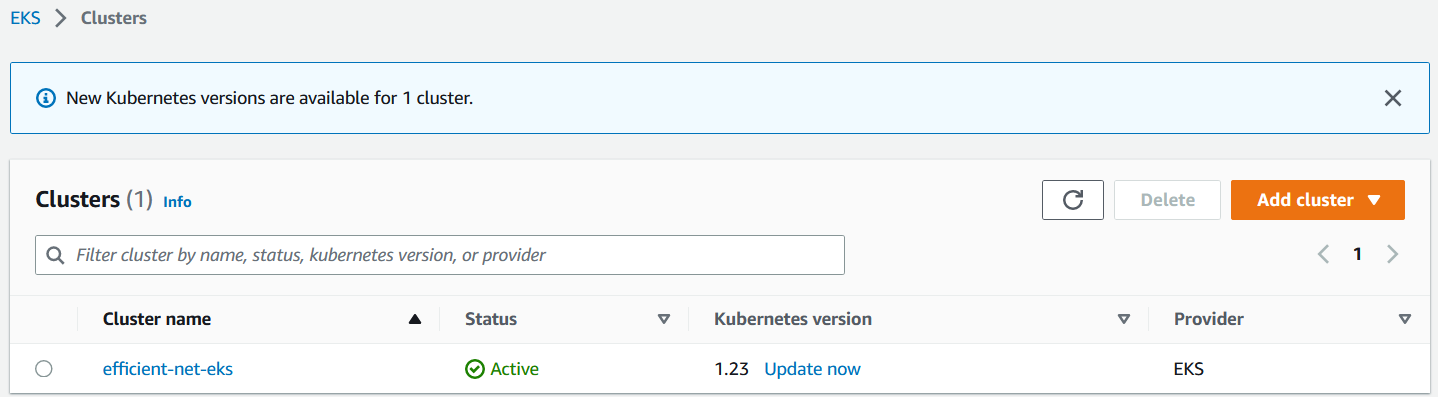 EKS > Clusters
New Kubernetes versions are available for 1 cluster.
Clusters (1) Info
Delete
Add cluster
Filter cluster by name, status, kubernetes version, or provider
1
Cluster name Status Kubernetes version Provider
efficient-net-eks Active 1.23 Update now EKS